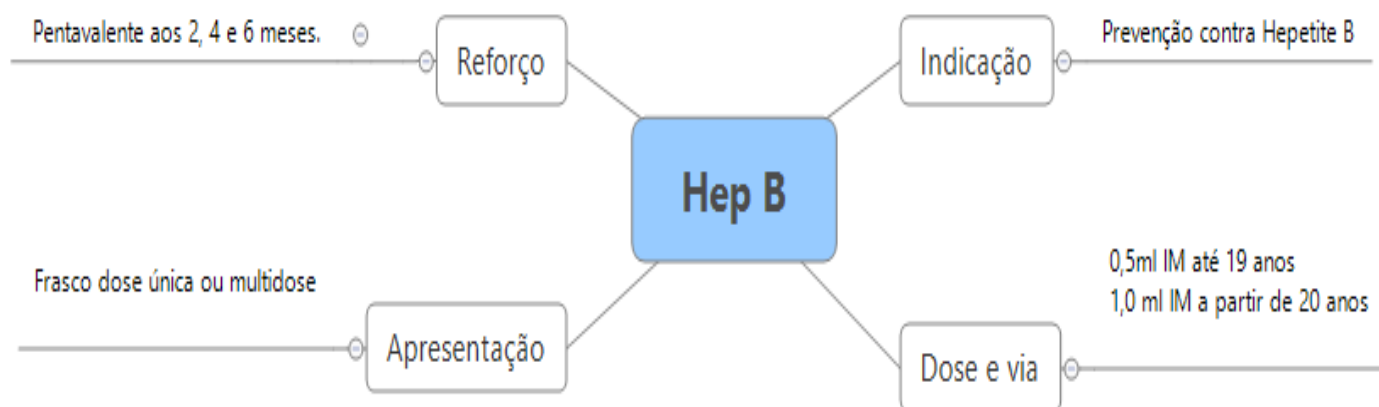 Pentavalente aos 2, 4 e 6 meses.
Reforço
Indicação
Prevenção contra Hepetite B
Hep B
Frasco dose única ou multidose
Apresentação
0,5ml IM até 19 anos
1,0 ml IM a partir de 20 anos
Dose e via